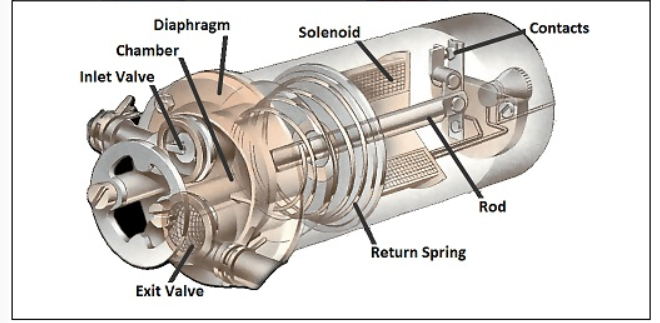 Diaphragm
Solenoid
Contacts
Chamber
Inlet Valve
Rod
Return Spring
Exit Valve